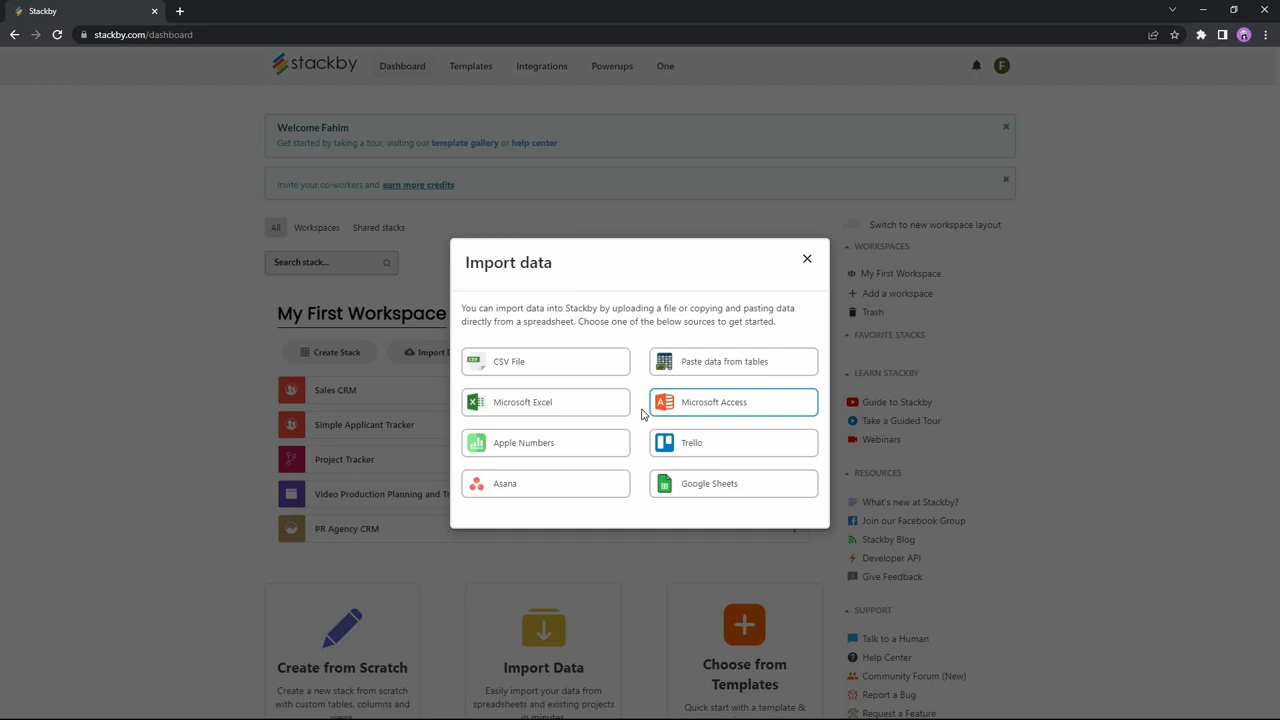 Stackby
stackby.com/dashboard
stackby
Dashboard
Templates
Integrations
Powerups
One
F
Welcome Fahim
Get started by taking a tour, visiting our template gallery or help center
Invite your co-workers and earn more credits
All
Workspaces
Shared stacks
Switch to new workspace layout
Search stack...
WORKSPACES
My First Workspace
Add a workspace
Trash
FAVORITE STACKS
LEARN STACKBY
Guide to Stackby
Take a Guided Tour
Webinars
RESOURCES
What's new at Stackby?
Join our Facebook Group
Stackby Blog
Developer API
Give Feedback
SUPPORT
Talk to a Human
Help Center
Community Forum (New)
Report a Bug
Request a Feature
My First Workspace
Create Stack
Import
Sales CRM
Simple Applicant Tracker
Project Tracker
Video Production Planning and
PR Agency CRM
Import data
You can import data into Stackby by uploading a file or copying and pasting data
directly from a spreadsheet. Choose one of the below sources to get started.
CSV File
Paste data from tables
Microsoft Excel
Microsoft Access
Apple Numbers
Trello
Asana
Google Sheets
Create from Scratch
Create a new stack from scratch
with custom tables, columns and
views
Import Data
Easily import your data from
spreadsheets and existing projects
in minutes
Choose from
Templates
Quick start with a template &